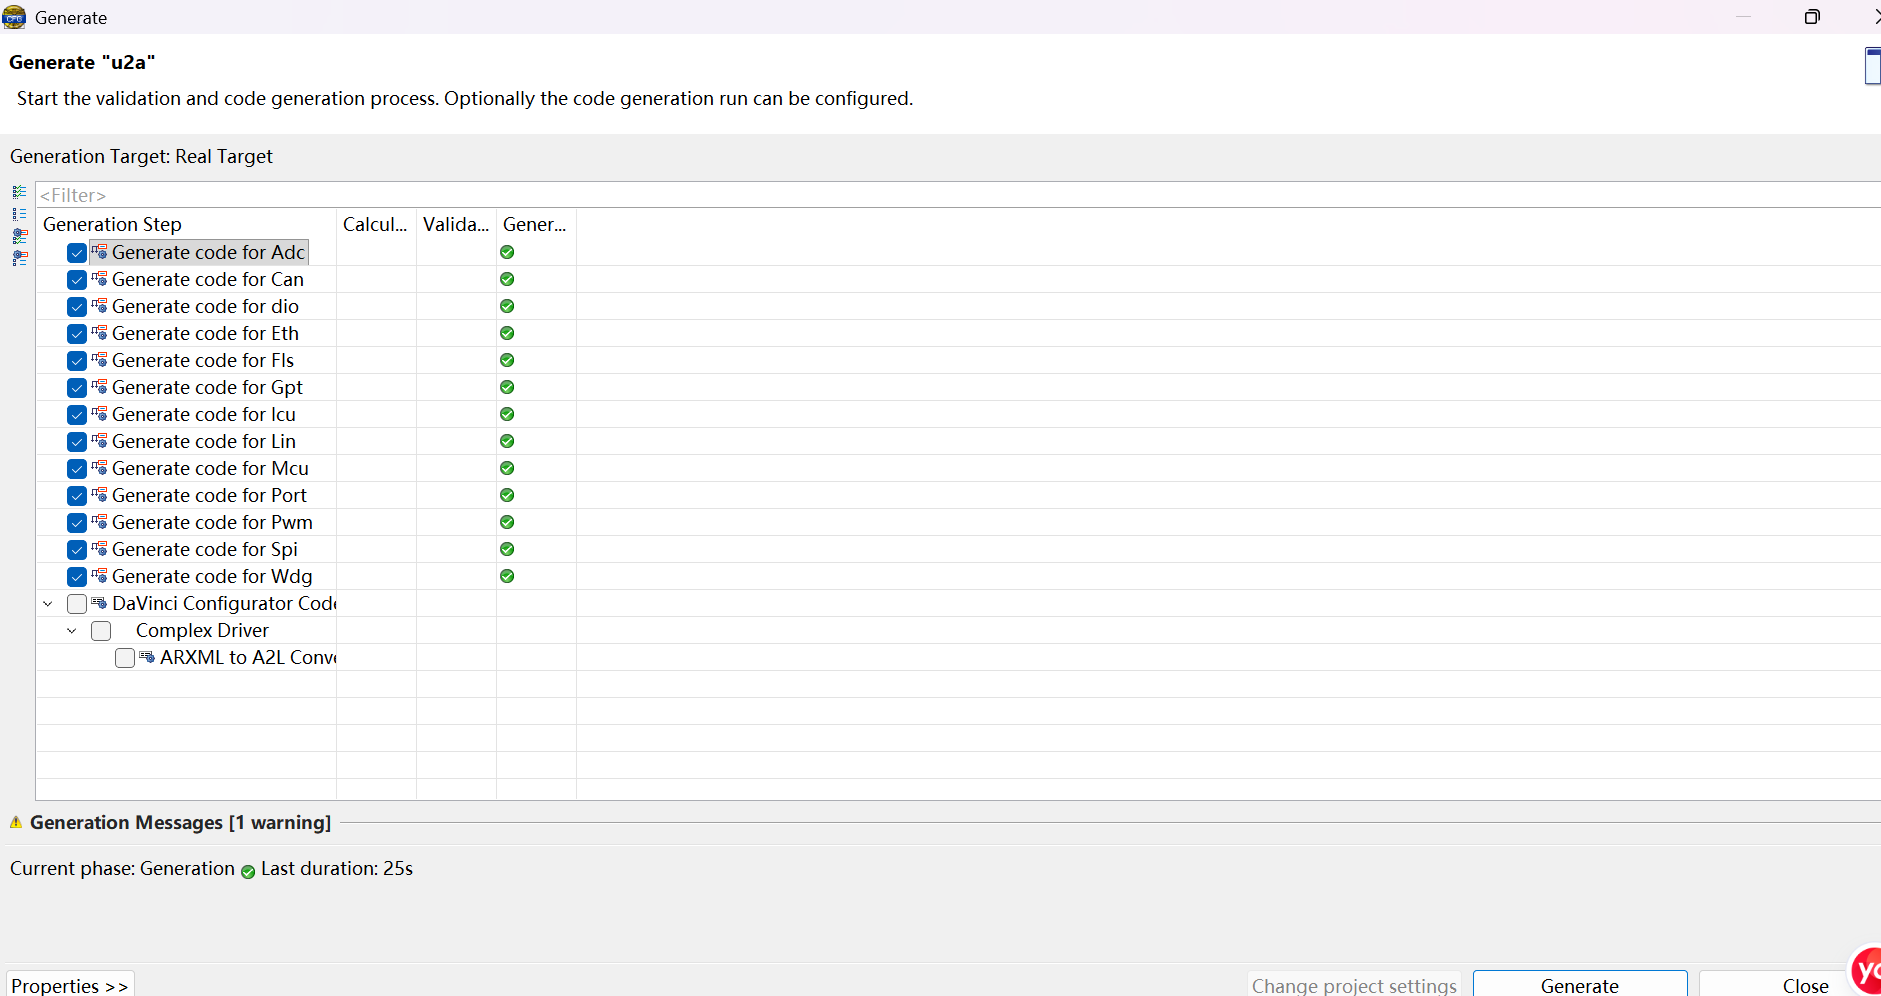 CFG Generate
Generate "u2a"
Start the validation and code generation process. Optionally the code generation run can be configured.
Generation Target: Real Target
<Filter>
Generation Step Calcul... Valida... Gener...
Generate code for Adc
Generate code for Can
Generate code for dio
Generate code for Eth
Generate code for Fls
Generate code for Gpt
Generate code for Icu
Generate code for Lin
Generate code for Mcu
Generate code for Port
Generate code for Pwm
Generate code for Spi
Generate code for Wdg
DaVinci Configurator Code
Complex Driver
ARXML to A2L Conve
Generation Messages [1 warning]
Current phase: Generation Last duration: 25s
Properties >> Change project settings Generate Close